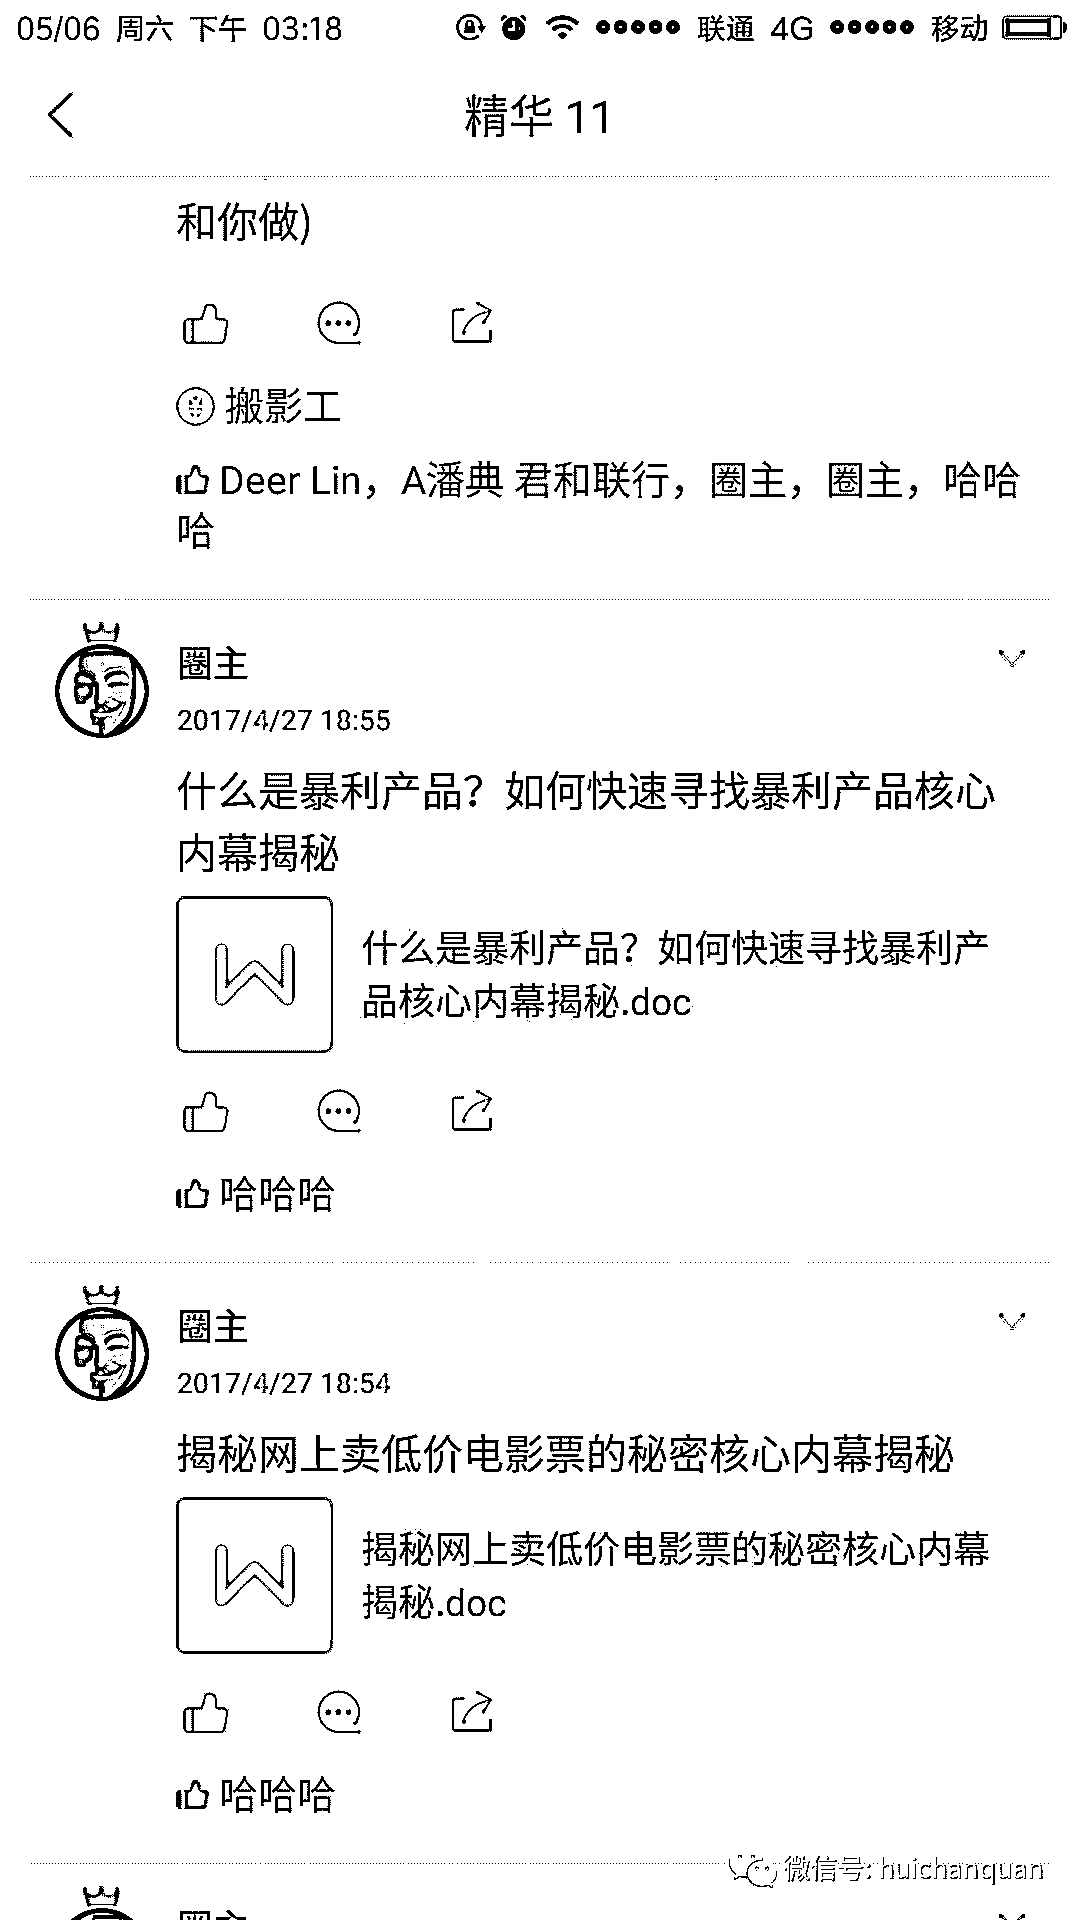 05/06 周六 下午 03:18 联通 4G 移动
精华 11
和你做)
搬影工
Deer Lin，A潘典 君和联行，圈主，圈主，哈哈
哈
圈主
2017/4/27 18:55
什么是暴利产品？如何快速寻找暴利产品核心
内幕揭秘
W
什么是暴利产品？如何快速寻找暴利产
品核心内幕揭秘.doc
哈哈哈
圈主
2017/4/27 18:54
揭秘网上卖低价电影票的秘密核心内幕揭秘
W
揭秘网上卖低价电影票的秘密核心内幕
揭秘.doc
哈哈哈
微信号: huichanquan
圈主